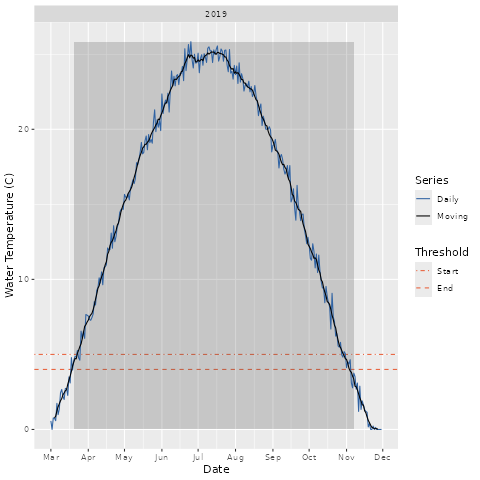 2019
Water Temperature (C)
20
10
0
Mar Apr May Jun Jul Aug Sep Oct Nov Dec
Date
Series
Daily
Moving
Threshold
Start
End